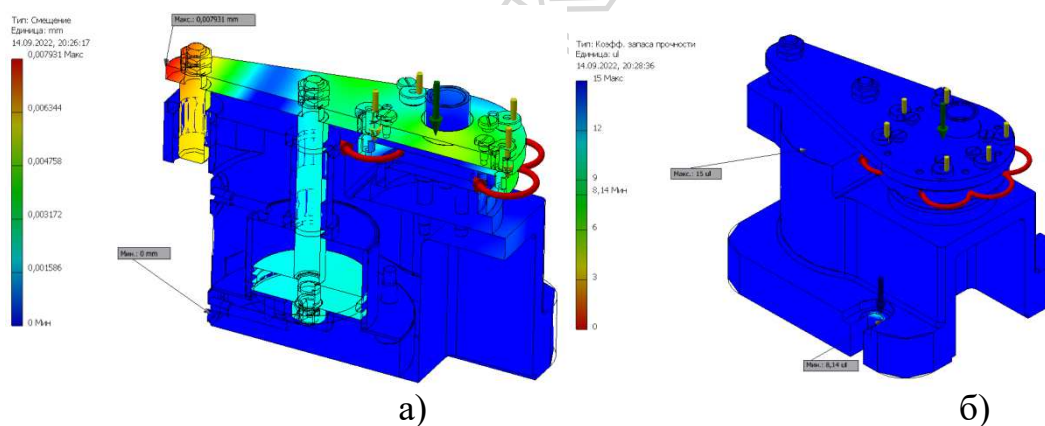 Тип: Смещение
Единица: mm
14.09.2022, 20:26:17
0,007931 Макс
0,006344
0,004758
0,003172
0,001586
0 Мин
Макс.: 0,007931 mm
Мин.: 0 mm
а)
Тип: Коэфф. запаса прочности
Единица: ul
14.09.2022, 20:28:36
15 Макс
12
9
8,14 Мин
6
3
0
Макс.: 15 ul
Мин.: 8,14 ul
б)